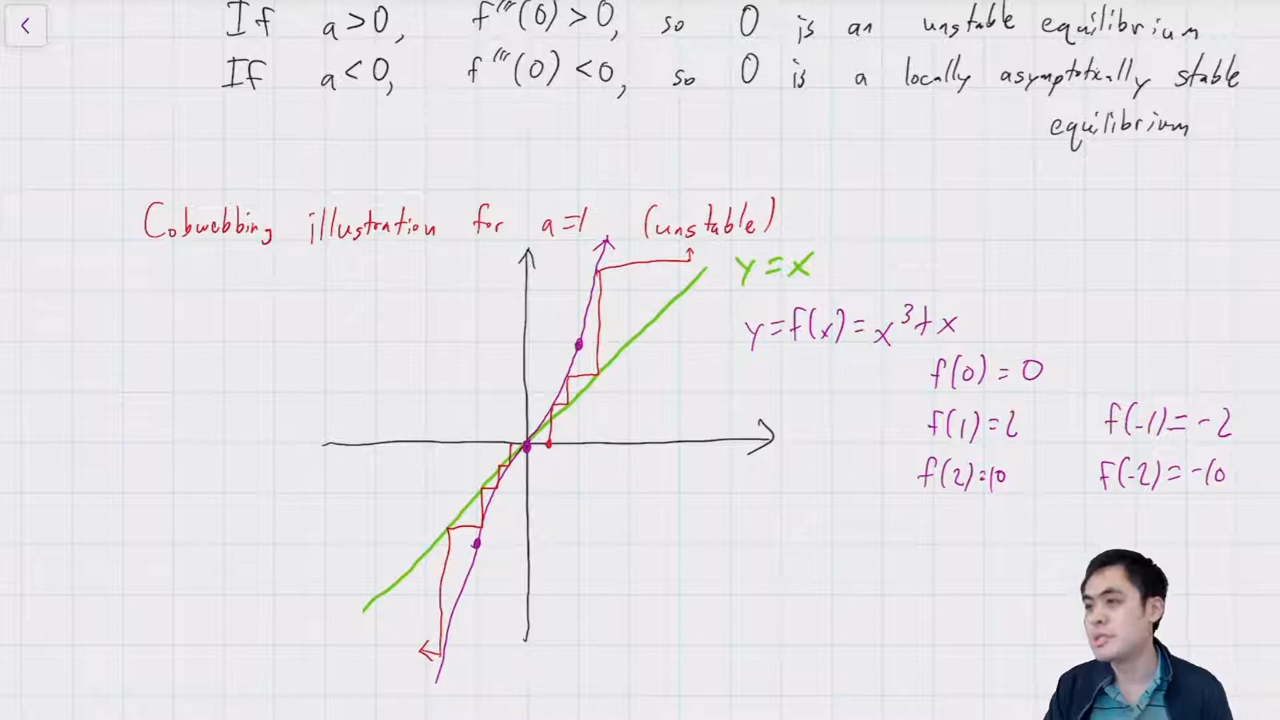 If a>0, f'''(0) >0, so 0 is an unstable equilibrium
If a<0, f'''(0) <0, so 0 is a locally asymptotically stable
equilibrium
Cobwebbing illustration for a=1 (unstable)
y=x
y=f(x)=x³+x
f(0)=0
f(1)=2 f(-1)=-2
f(2)=10 f(-2)=-10